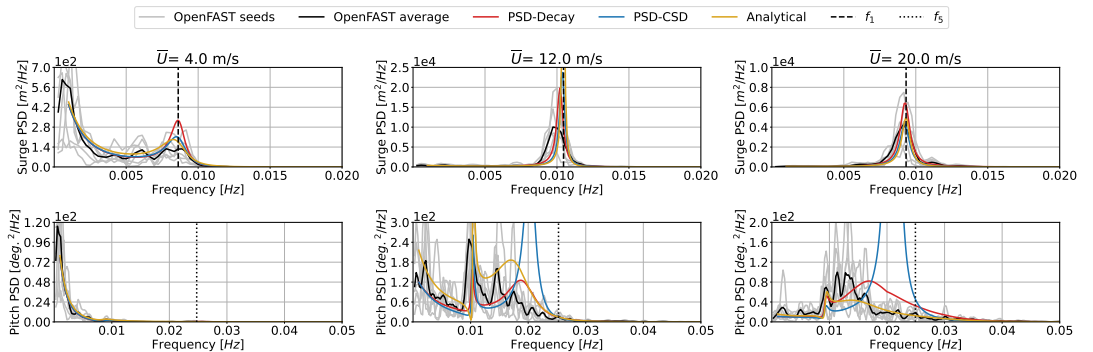 OpenFAST seeds OpenFAST average PSD-Decay PSD-CSD Analytical f₁ f₅
U̅= 4.0 m/s
1e2
Surge PSD [m²/Hz]
7.0
5.6
4.2
2.8
1.4
0.0
0.005 0.010 0.015 0.020
Frequency [Hz]
U̅= 12.0 m/s
1e4
Surge PSD [m²/Hz]
2.5
2.0
1.5
1.0
0.5
0.0
0.005 0.010 0.015 0.020
Frequency [Hz]
U̅= 20.0 m/s
1e4
Surge PSD [m²/Hz]
1.0
0.8
0.6
0.4
0.2
0.0
0.005 0.010 0.015 0.020
Frequency [Hz]
1e2
Pitch PSD [deg.²/Hz]
1.20
0.96
0.72
0.48
0.24
0.00
0.01 0.02 0.03 0.04 0.05
Frequency [Hz]
1e2
Pitch PSD [deg.²/Hz]
3.0
2.4
1.8
1.2
0.6
0.0
0.01 0.02 0.03 0.04 0.05
Frequency [Hz]
1e2
Pitch PSD [deg.²/Hz]
2.0
1.6
1.2
0.8
0.4
0.0
0.01 0.02 0.03 0.04 0.05
Frequency [Hz]